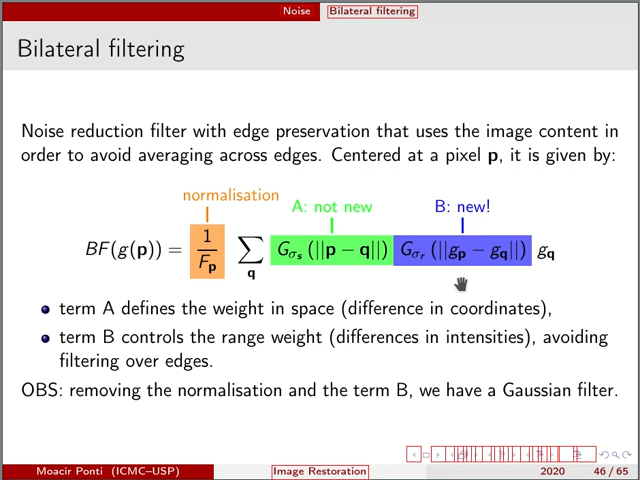 Noise Bilateral filtering
Bilateral filtering
Noise reduction filter with edge preservation that uses the image content in
order to avoid averaging across edges. Centered at a pixel p, it is given by:
normalisation
A: not new B: new!
BF(g(p)) = 1/F_p ∑_q G_σs (||p − q||) G_σr (||g_p − g_q||) g_q
term A defines the weight in space (difference in coordinates),
term B controls the range weight (differences in intensities), avoiding
filtering over edges.
OBS: removing the normalisation and the term B, we have a Gaussian filter.
Moacir Ponti (ICMC–USP) Image Restoration 2020 46 / 65